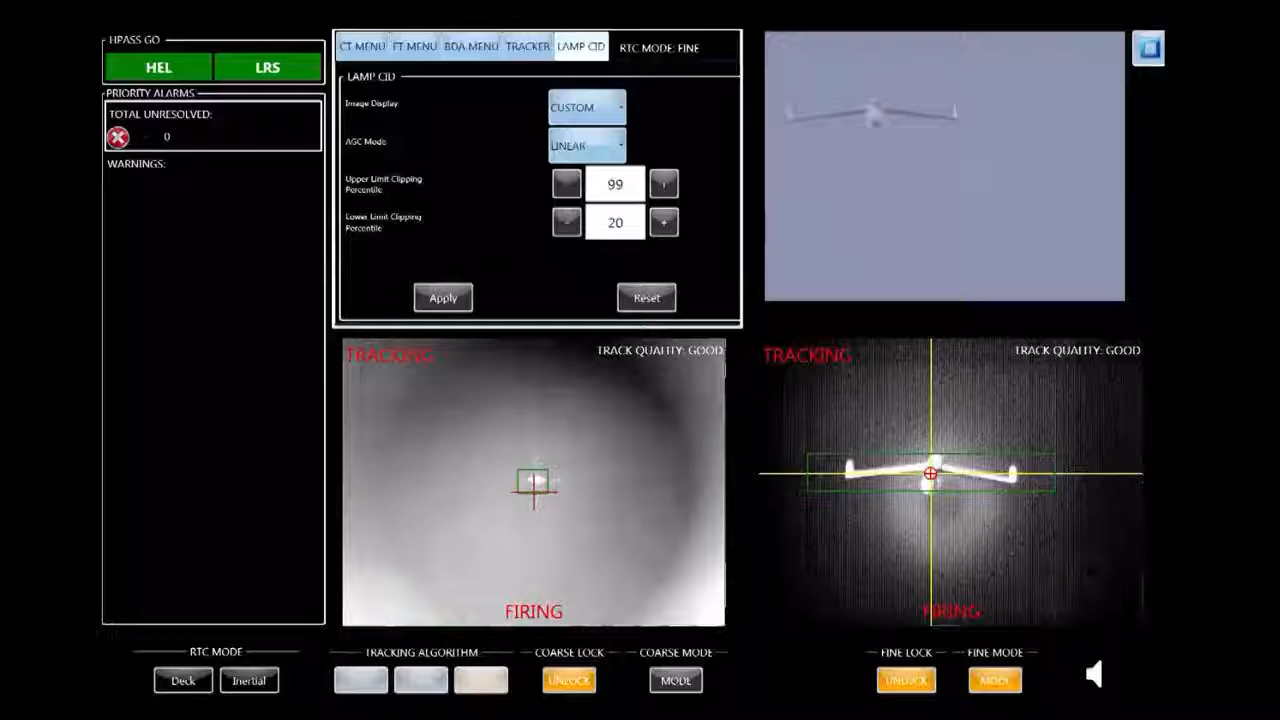 HPASS GO
HEL
LRS
PRIORITY ALARMS
TOTAL UNRESOLVED:
- 0
WARNINGS:
CT MENU
FT MENU
BDA MENU
TRACKER
LAMP CID
RTC MODE: FINE
LAMP CID
Image Display
CUSTOM
AGC Mode
LINEAR
Upper Limit Clipping
Percentile
99
Lower Limit Clipping
Percentile
-
20
+
Apply
Reset
TRACKING
TRACK QUALITY: GOOD
FIRING
TRACKING
TRACK QUALITY: GOOD
FIRING
RTC MODE
Deck
Inertial
TRACKING ALGORITHM
COARSE LOCK
UNLOCK
COARSE MODE
MODE
FINE LOCK
UNLOCK
FINE MODE
MODE